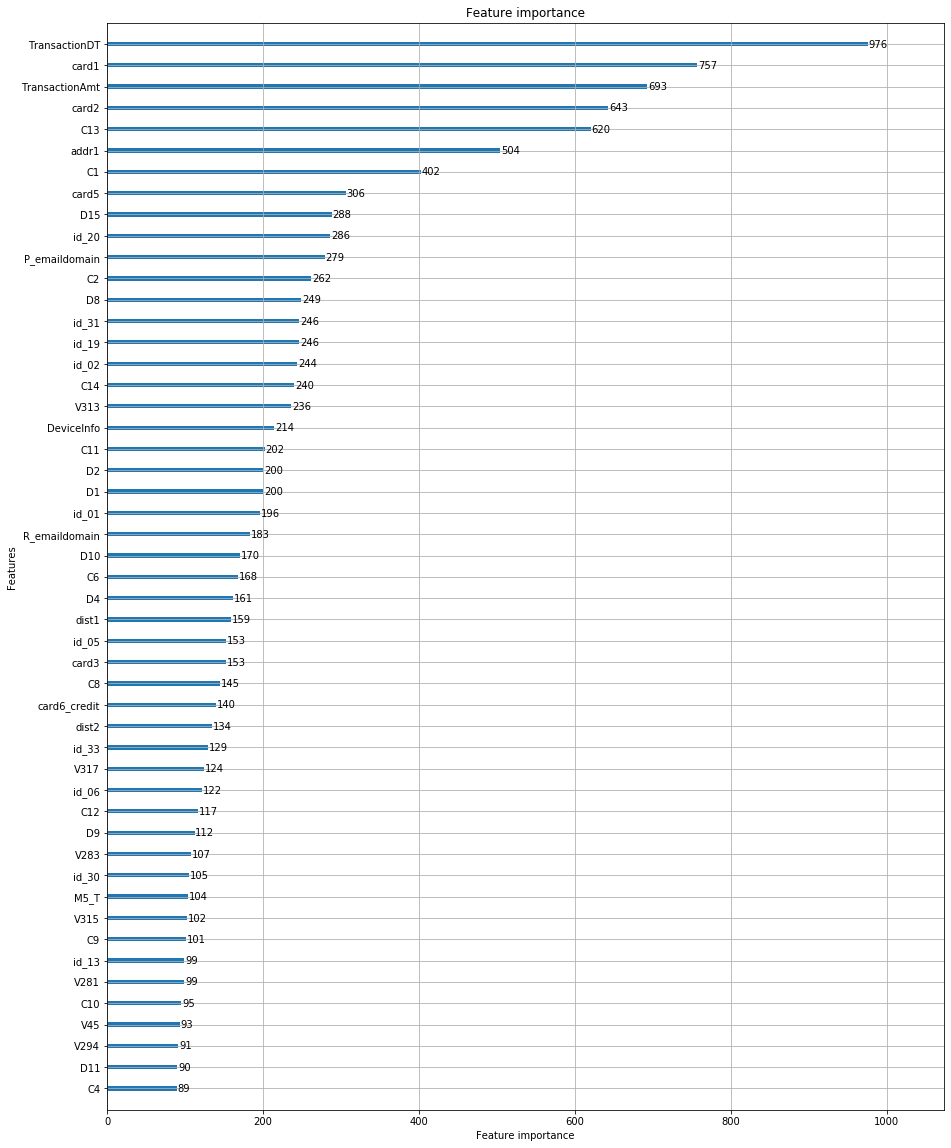 Feature importance
TransactionDT 976
card1 757
TransactionAmt 693
card2 643
C13 620
addr1 504
C1 402
card5 306
D15 288
id_20 286
P_emaildomain 279
C2 262
D8 249
id_31 246
id_19 246
id_02 244
C14 240
V313 236
DeviceInfo 214
C11 202
D2 200
D1 200
id_01 196
R_emaildomain 183
D10 170
C6 168
D4 161
dist1 159
id_05 153
card3 153
C8 145
card6_credit 140
dist2 134
id_33 129
V317 124
id_06 122
C12 117
D9 112
V283 107
id_30 105
M5_T 104
V315 102
C9 101
id_13 99
V281 99
C10 95
V45 93
V294 91
D11 90
C4 89
Features
0 200 400 600 800 1000
Feature importance